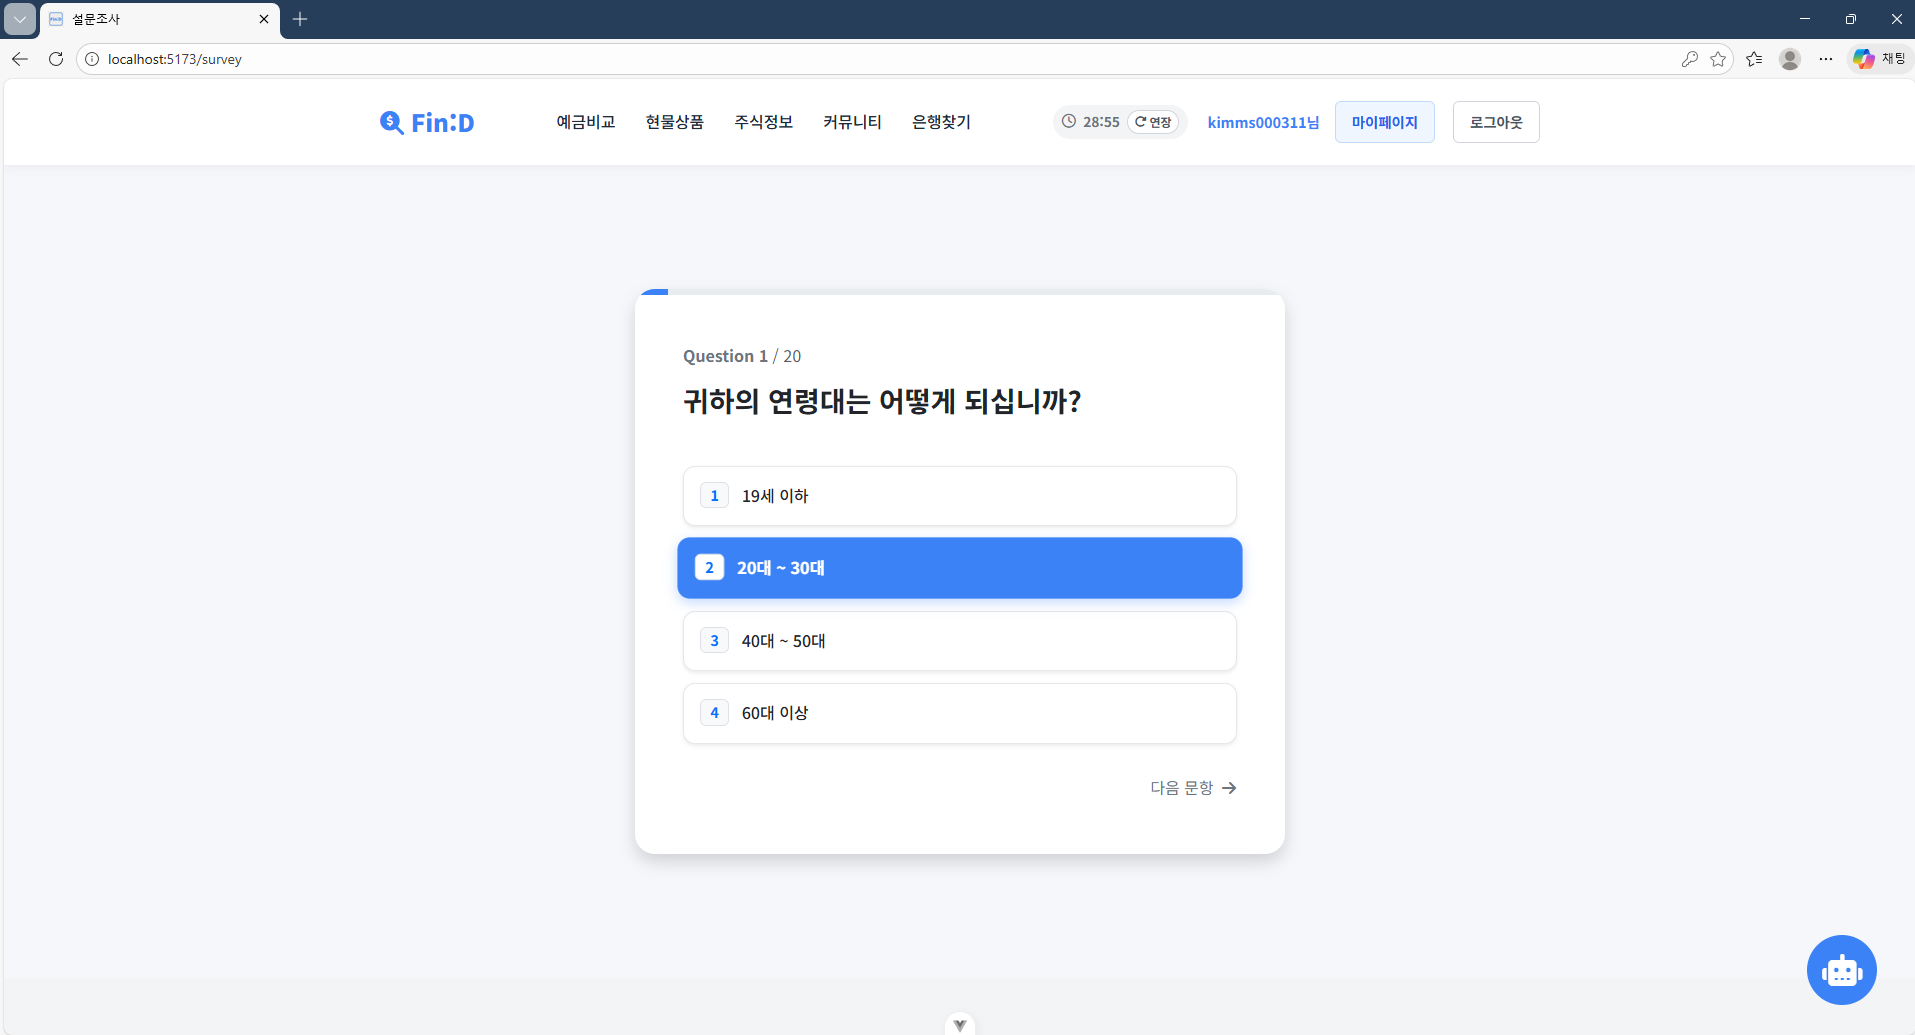 설문조사
localhost:5173/survey
채팅
Fin:D
예금비교
현물상품
주식정보
커뮤니티
은행찾기
28:55
연장
kimms000311님
마이페이지
로그아웃
Question 1 / 20
귀하의 연령대는 어떻게 되십니까?
1 19세 이하
2 20대 ~ 30대
3 40대 ~ 50대
4 60대 이상
다음 문항